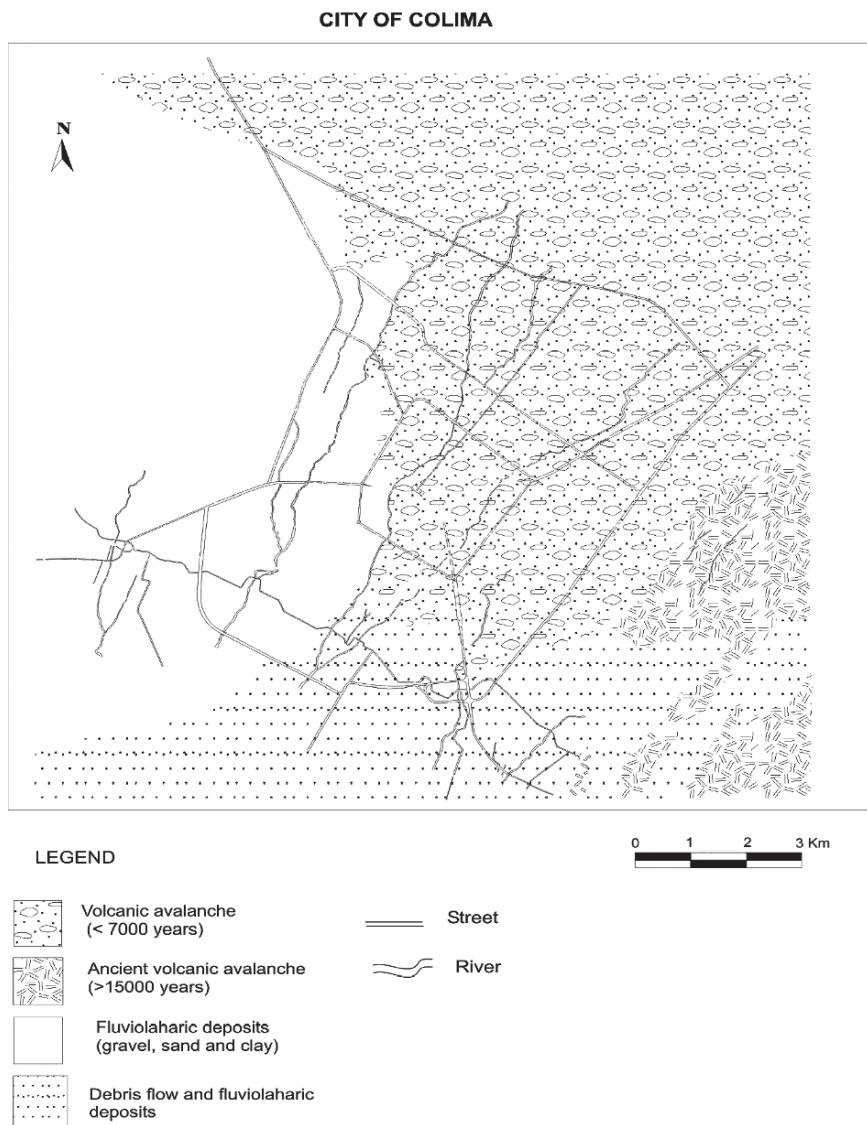 CITY OF COLIMA
N
LEGEND
0 1 2 3 Km
Volcanic avalanche
(< 7000 years)
Street
Ancient volcanic avalanche
(>15000 years)
River
Fluviolaharic deposits
(gravel, sand and clay)
Debris flow and fluviolaharic
deposits